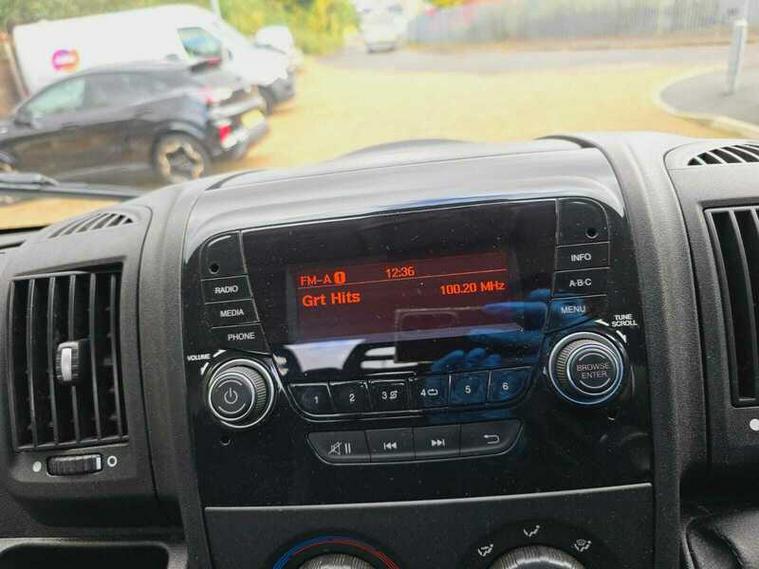 FM-A 1 12:36
Grt Hits 100.20 MHz
RADIO
MEDIA
PHONE
INFO
A-B-C
MENU
VOLUME
TUNE
SCROLL
BROWSE
ENTER
1 2 3 4 5 6